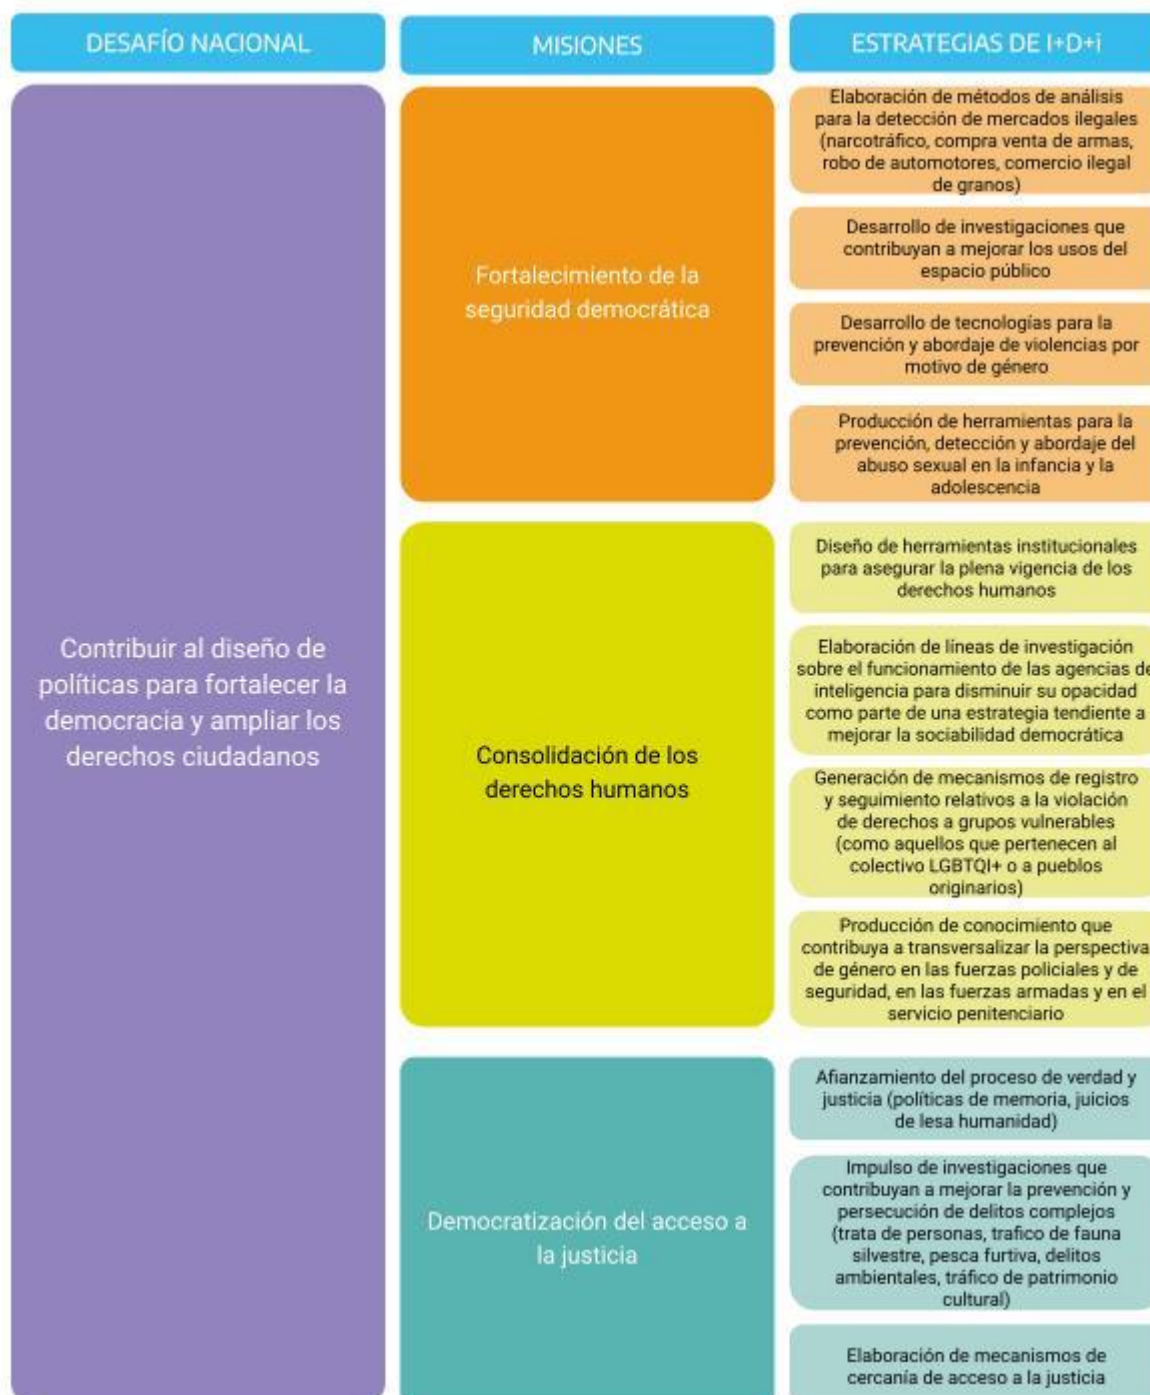 DESAFÍO NACIONAL
MISIONES
ESTRATEGIAS DE I+D+i
Contribuir al diseño de
políticas para fortalecer la
democracia y ampliar los
derechos ciudadanos
Fortalecimiento de la
seguridad democrática
Elaboración de métodos de análisis
para la detección de mercados ilegales
(narcotráfico, compra venta de armas,
robo de automotores, comercio ilegal
de granos)
Desarrollo de investigaciones que
contribuyan a mejorar los usos del
espacio público
Desarrollo de tecnologías para la
prevención y abordaje de violencias por
motivo de género
Producción de herramientas para la
prevención, detección y abordaje del
abuso sexual en la infancia y la
adolescencia
Consolidación de los
derechos humanos
Diseño de herramientas institucionales
para asegurar la plena vigencia de los
derechos humanos
Elaboración de líneas de investigación
sobre el funcionamiento de las agencias de
inteligencia para disminuir su opacidad
como parte de una estrategia tendiente a
mejorar la sociabilidad democrática
Generación de mecanismos de registro
y seguimiento relativos a la violación
de derechos a grupos vulnerables
(como aquellos que pertenecen al
colectivo LGBTQI+ o a pueblos
originarios)
Producción de conocimiento que
contribuya a transversalizar la perspectiva
de género en las fuerzas policiales y de
seguridad, en las fuerzas armadas y en el
servicio penitenciario
Democratización del acceso a
la justicia
Afianzamiento del proceso de verdad y
justicia (políticas de memoria, juicios
de lesa humanidad)
Impulso de investigaciones que
contribuyan a mejorar la prevención y
persecución de delitos complejos
(trata de personas, trafico de fauna
silvestre, pesca furtiva, delitos
ambientales, tráfico de patrimonio
cultural)
Elaboración de mecanismos de
cercanía de acceso a la justicia